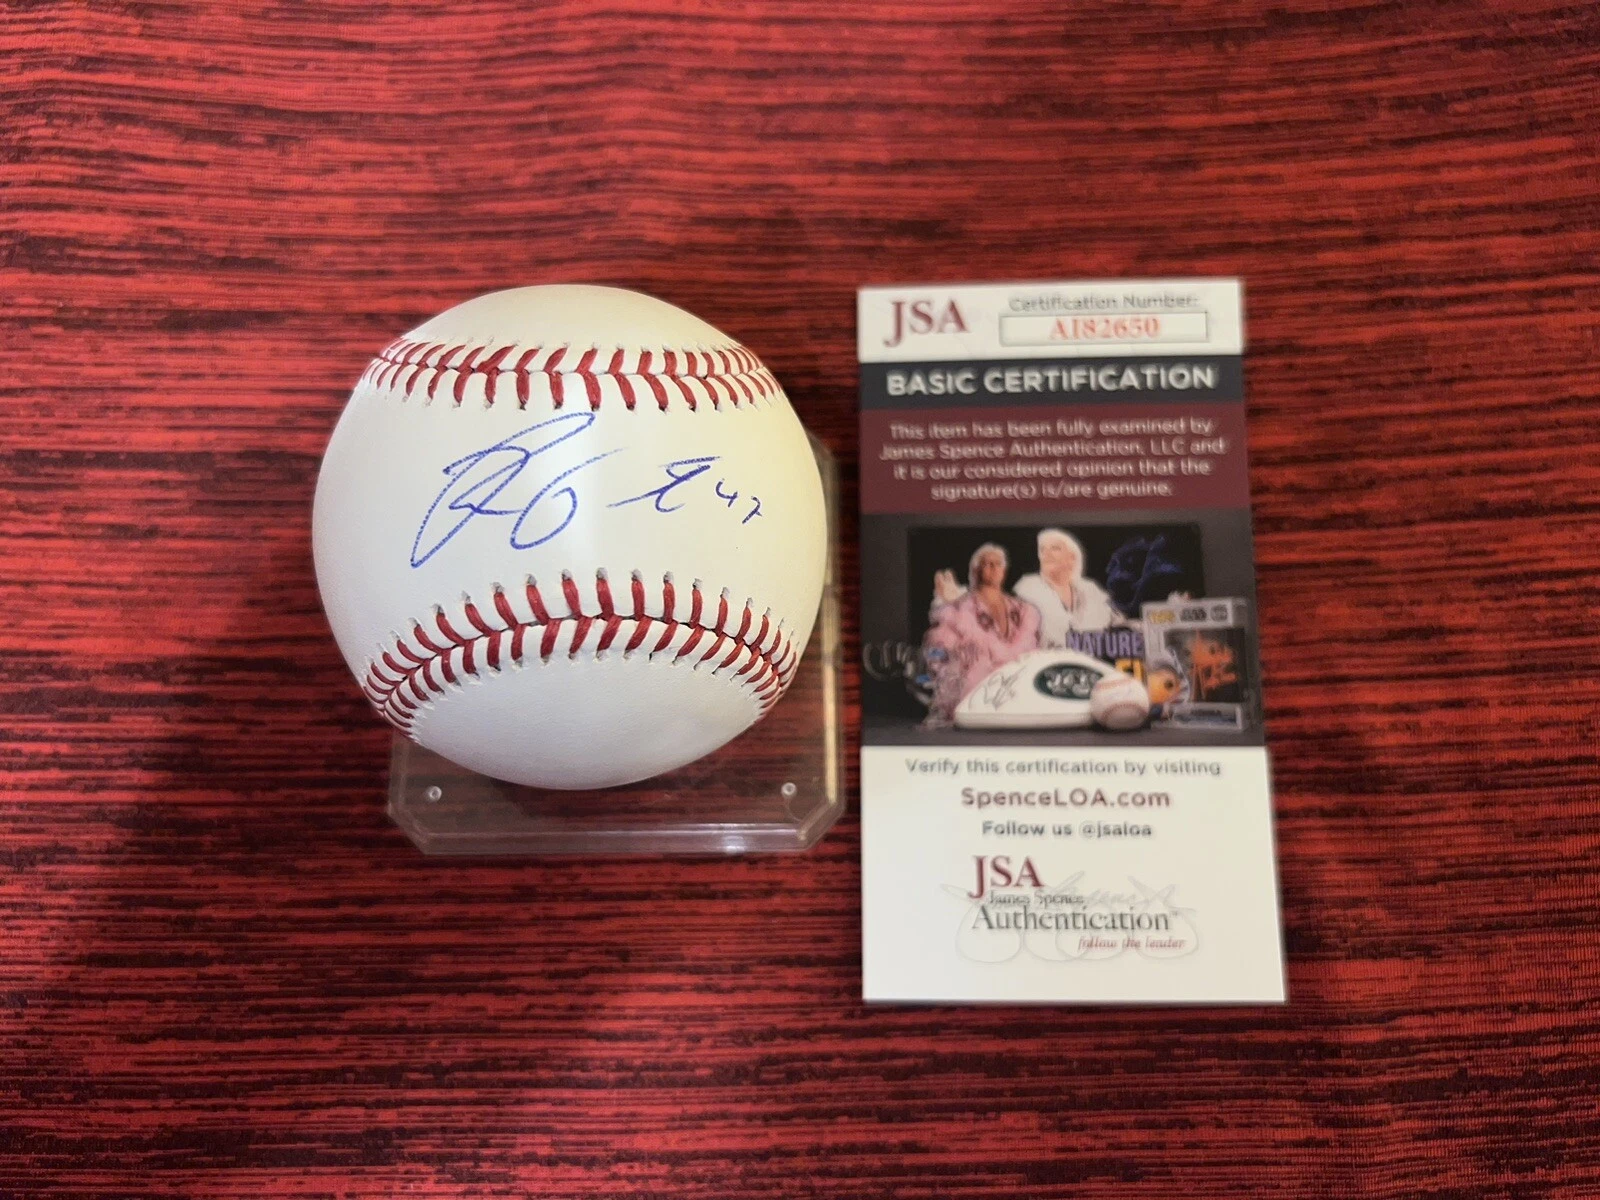 47
JSA
Certification Number:
AI82650
BASIC CERTIFICATION
This item has been fully examined by
James Spence Authentication, LLC and
it is our considered opinion that the
signature(s) is/are genuine.
NATURE
Verify this certification by visiting
SpenceLOA.com
Follow us @jsaloa
JSA
James Spence
Authentication™
follow the leader